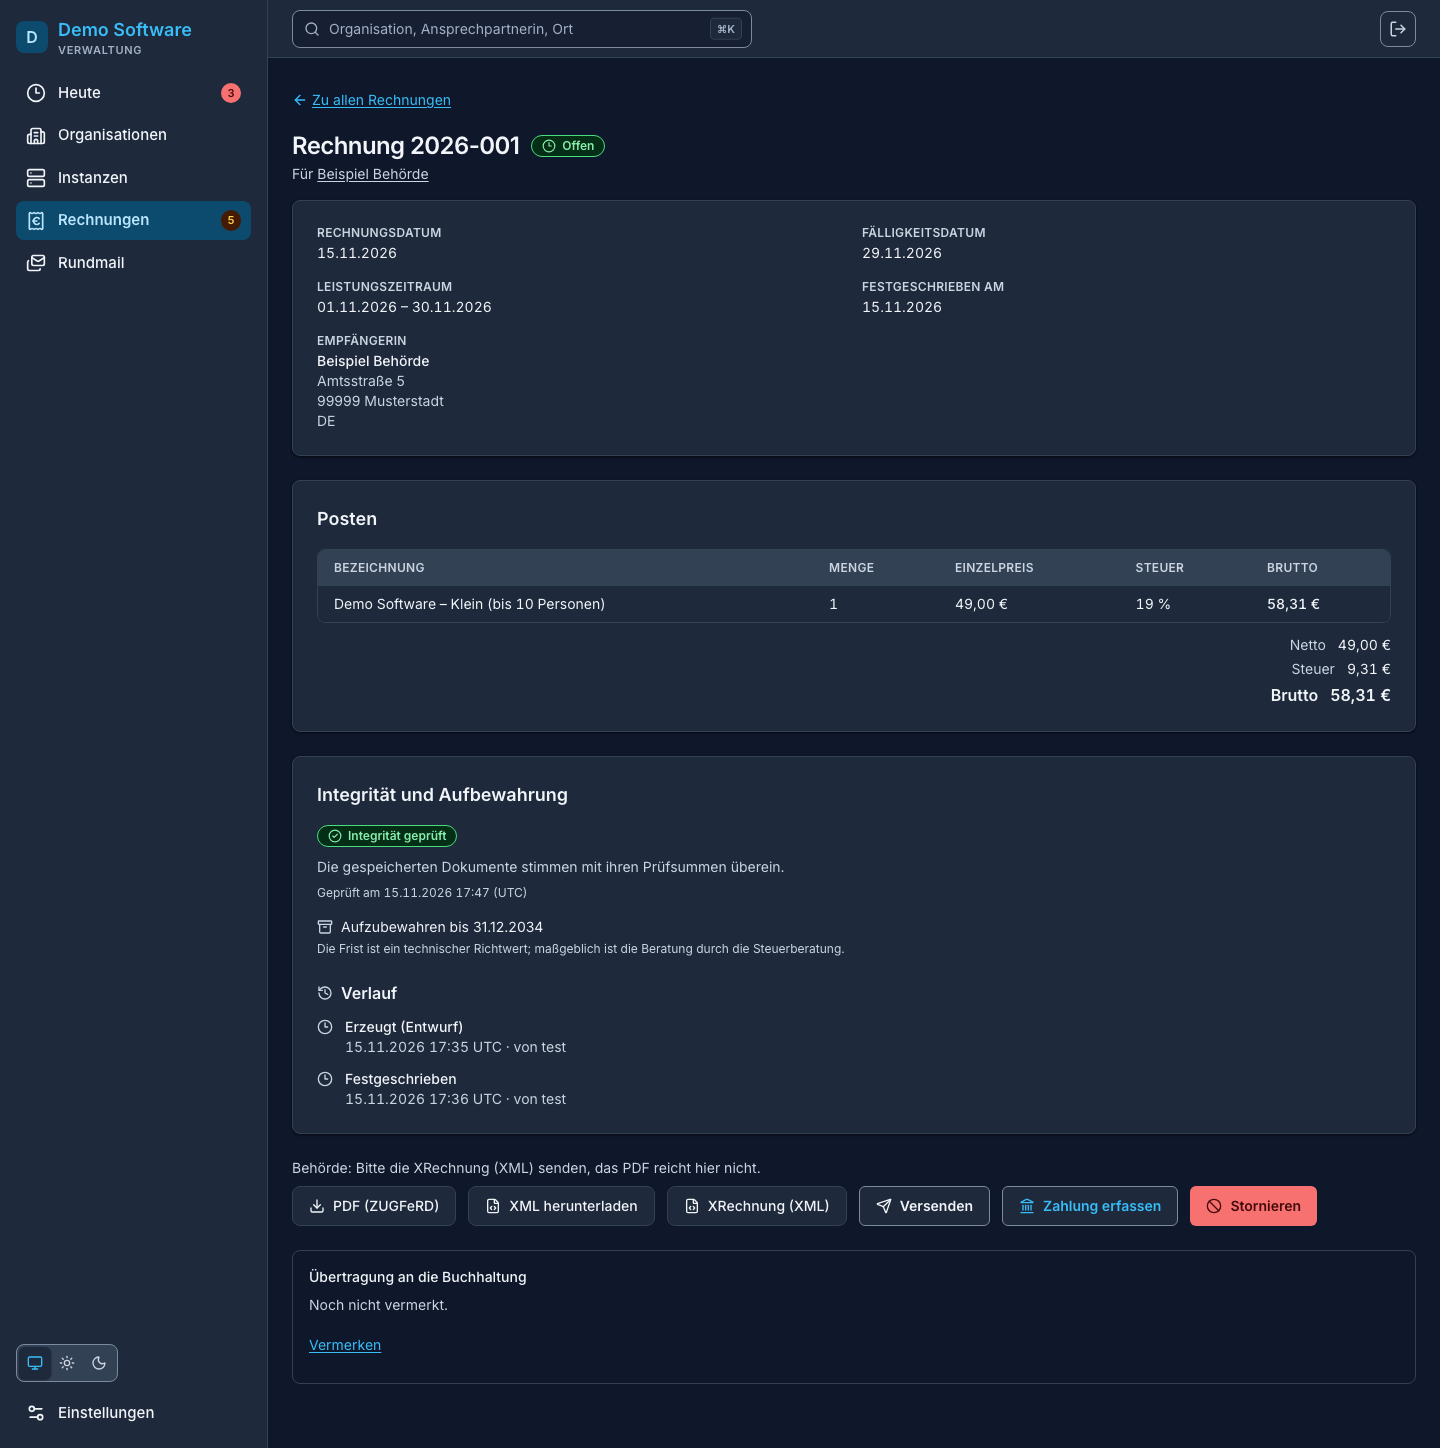 D
Demo Software
VERWALTUNG
Heute 3
Organisationen
Instanzen
Rechnungen 5
Rundmail
Einstellungen
Organisation, Ansprechpartnerin, Ort ⌘K
Zu allen Rechnungen
Rechnung 2026-001 Offen
Für Beispiel Behörde
RECHNUNGSDATUM
15.11.2026
FÄLLIGKEITSDATUM
29.11.2026
LEISTUNGSZEITRAUM
01.11.2026 – 30.11.2026
FESTGESCHRIEBEN AM
15.11.2026
EMPFÄNGERIN
Beispiel Behörde
Amtsstraße 5
99999 Musterstadt
DE
Posten
BEZEICHNUNG MENGE EINZELPREIS STEUER BRUTTO
Demo Software – Klein (bis 10 Personen) 1 49,00 € 19 % 58,31 €
Netto 49,00 €
Steuer 9,31 €
Brutto 58,31 €
Integrität und Aufbewahrung
Integrität geprüft
Die gespeicherten Dokumente stimmen mit ihren Prüfsummen überein.
Geprüft am 15.11.2026 17:47 (UTC)
Aufzubewahren bis 31.12.2034
Die Frist ist ein technischer Richtwert; maßgeblich ist die Beratung durch die Steuerberatung.
Verlauf
Erzeugt (Entwurf)
15.11.2026 17:35 UTC · von test
Festgeschrieben
15.11.2026 17:36 UTC · von test
Behörde: Bitte die XRechnung (XML) senden, das PDF reicht hier nicht.
PDF (ZUGFeRD) XML herunterladen XRechnung (XML) Versenden Zahlung erfassen Stornieren
Übertragung an die Buchhaltung
Noch nicht vermerkt.
Vermerken